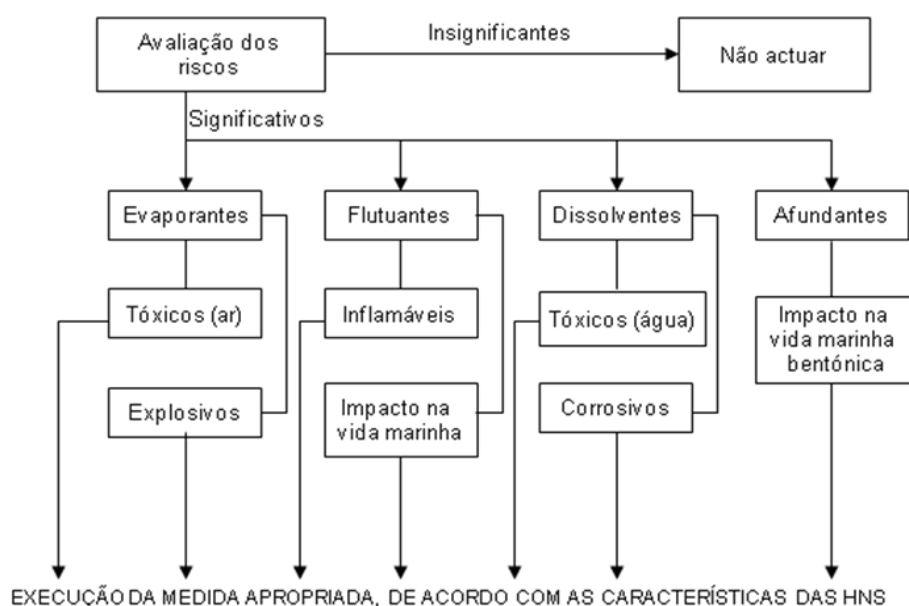 Avaliação dos
riscos
Insignificantes
Não actuar
Significativos
Evaporantes
Flutuantes
Dissolventes
Afundantes
Tóxicos (ar)
Inflamáveis
Tóxicos (água)
Impacto na
vida marinha
bentónica
Explosivos
Impacto na
vida marinha
Corrosivos
EXECUÇÃO DA MEDIDA APROPRIADA, DE ACORDO COM AS CARACTERÍSTICAS DAS HNS